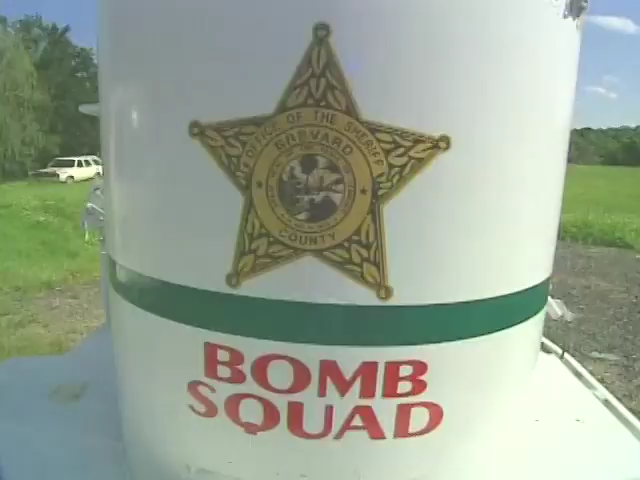 OFFICE OF THE SHERIFF
BREVARD
COUNTY
BOMB
SQUAD